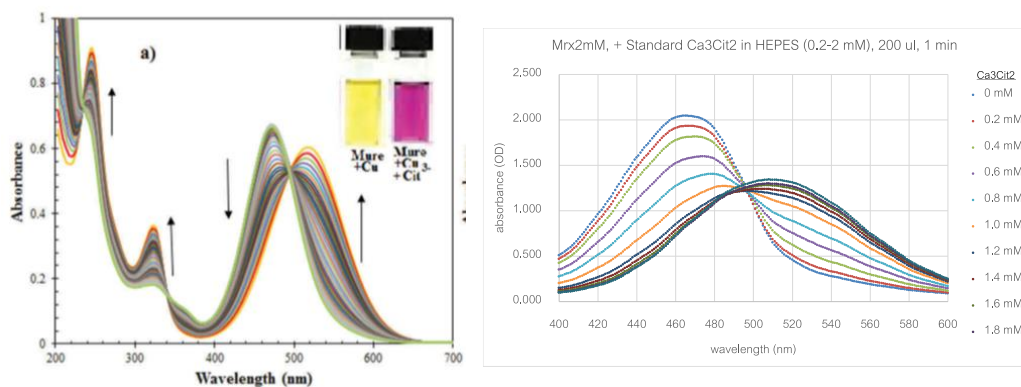 a)
Absorbance
1
0.8
0.6
0.4
0.2
0
200 300 400 500 600 700
Wavelength (nm)
Mure
+Cu
Mure
+Cu
3-
+ Cit
Mrx2mM, + Standard Ca3Cit2 in HEPES (0.2-2 mM), 200 ul, 1 min
absorbance (OD)
2,500
2.000
1.500
1.000
0.500
0,000
400 420 440 460 480 500 520 540 560 580 600
wavelength (nm)
Ca3Cit2
0 mM
0.2 mM
0.4 mM
0.6 mM
0.8 mM
1.0 mM
1.2 mM
1.4 mM
1.6 mM
1.8 mM